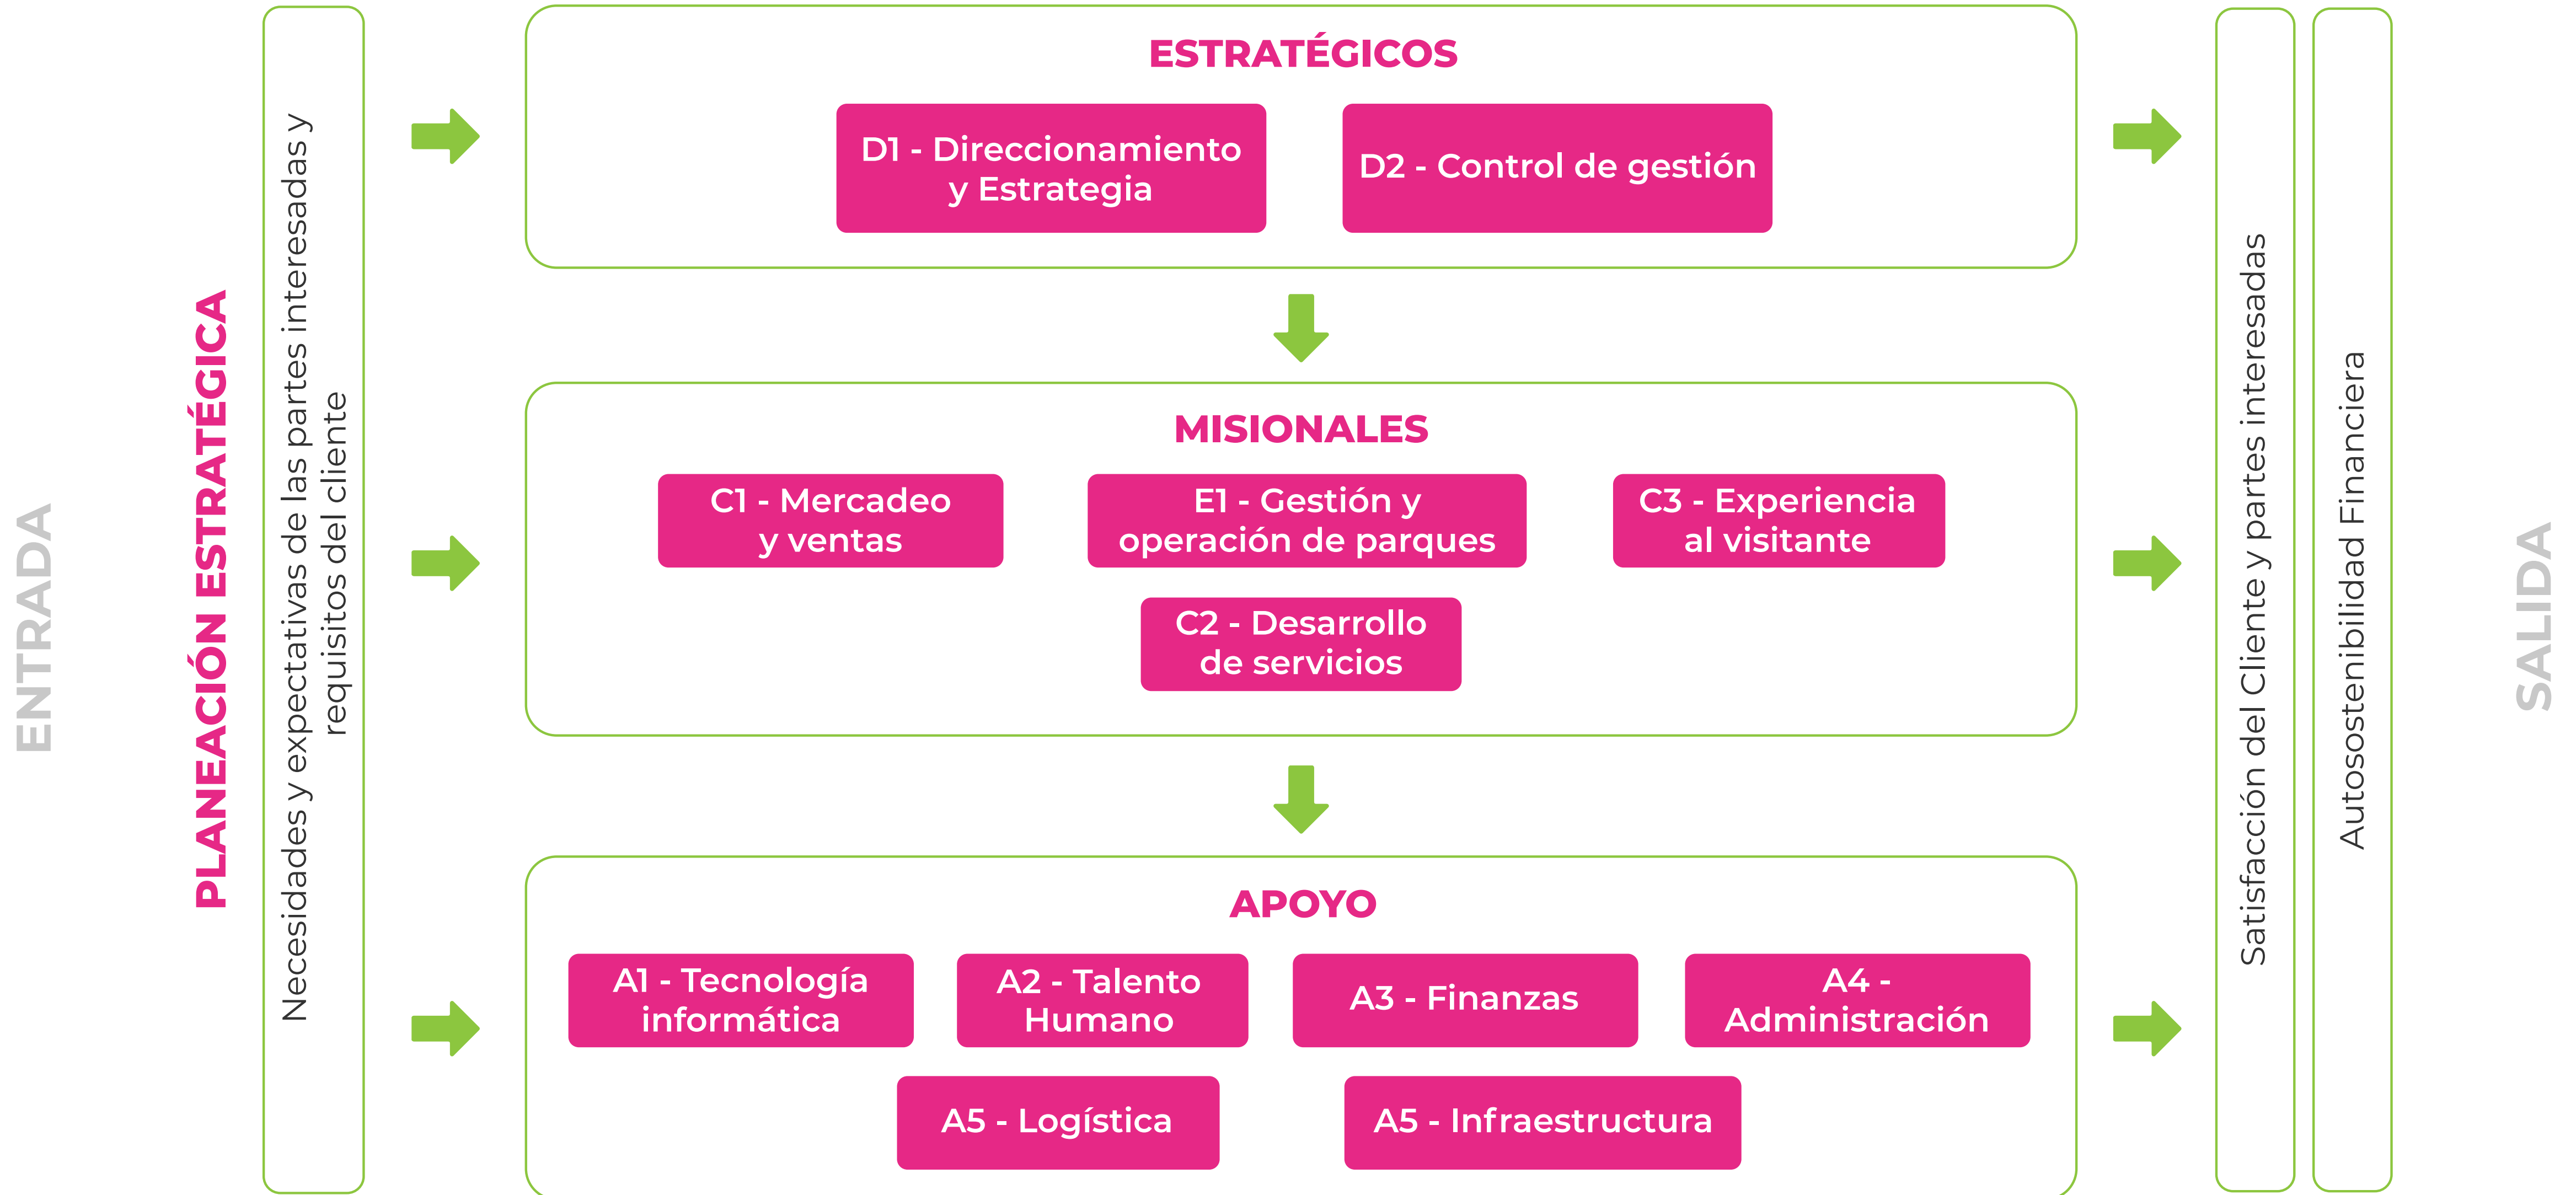 ENTRADA
PLANEACIÓN ESTRATÉGICA
Necesidades y expectativas de las partes interesadas y
requisitos del cliente
ESTRATÉGICOS
D1 - Direccionamiento
y Estrategia
D2 - Control de gestión
MISIONALES
C1 - Mercadeo
y ventas
E1 - Gestión y
operación de parques
C3 - Experiencia
al visitante
C2 - Desarrollo
de servicios
APOYO
A1 - Tecnología
informática
A2 - Talento
Humano
A3 - Finanzas
A4 -
Administración
A5 - Logística
A5 - Infraestructura
Satisfacción del Cliente y partes interesadas
Autosostenibilidad Financiera
SALIDA